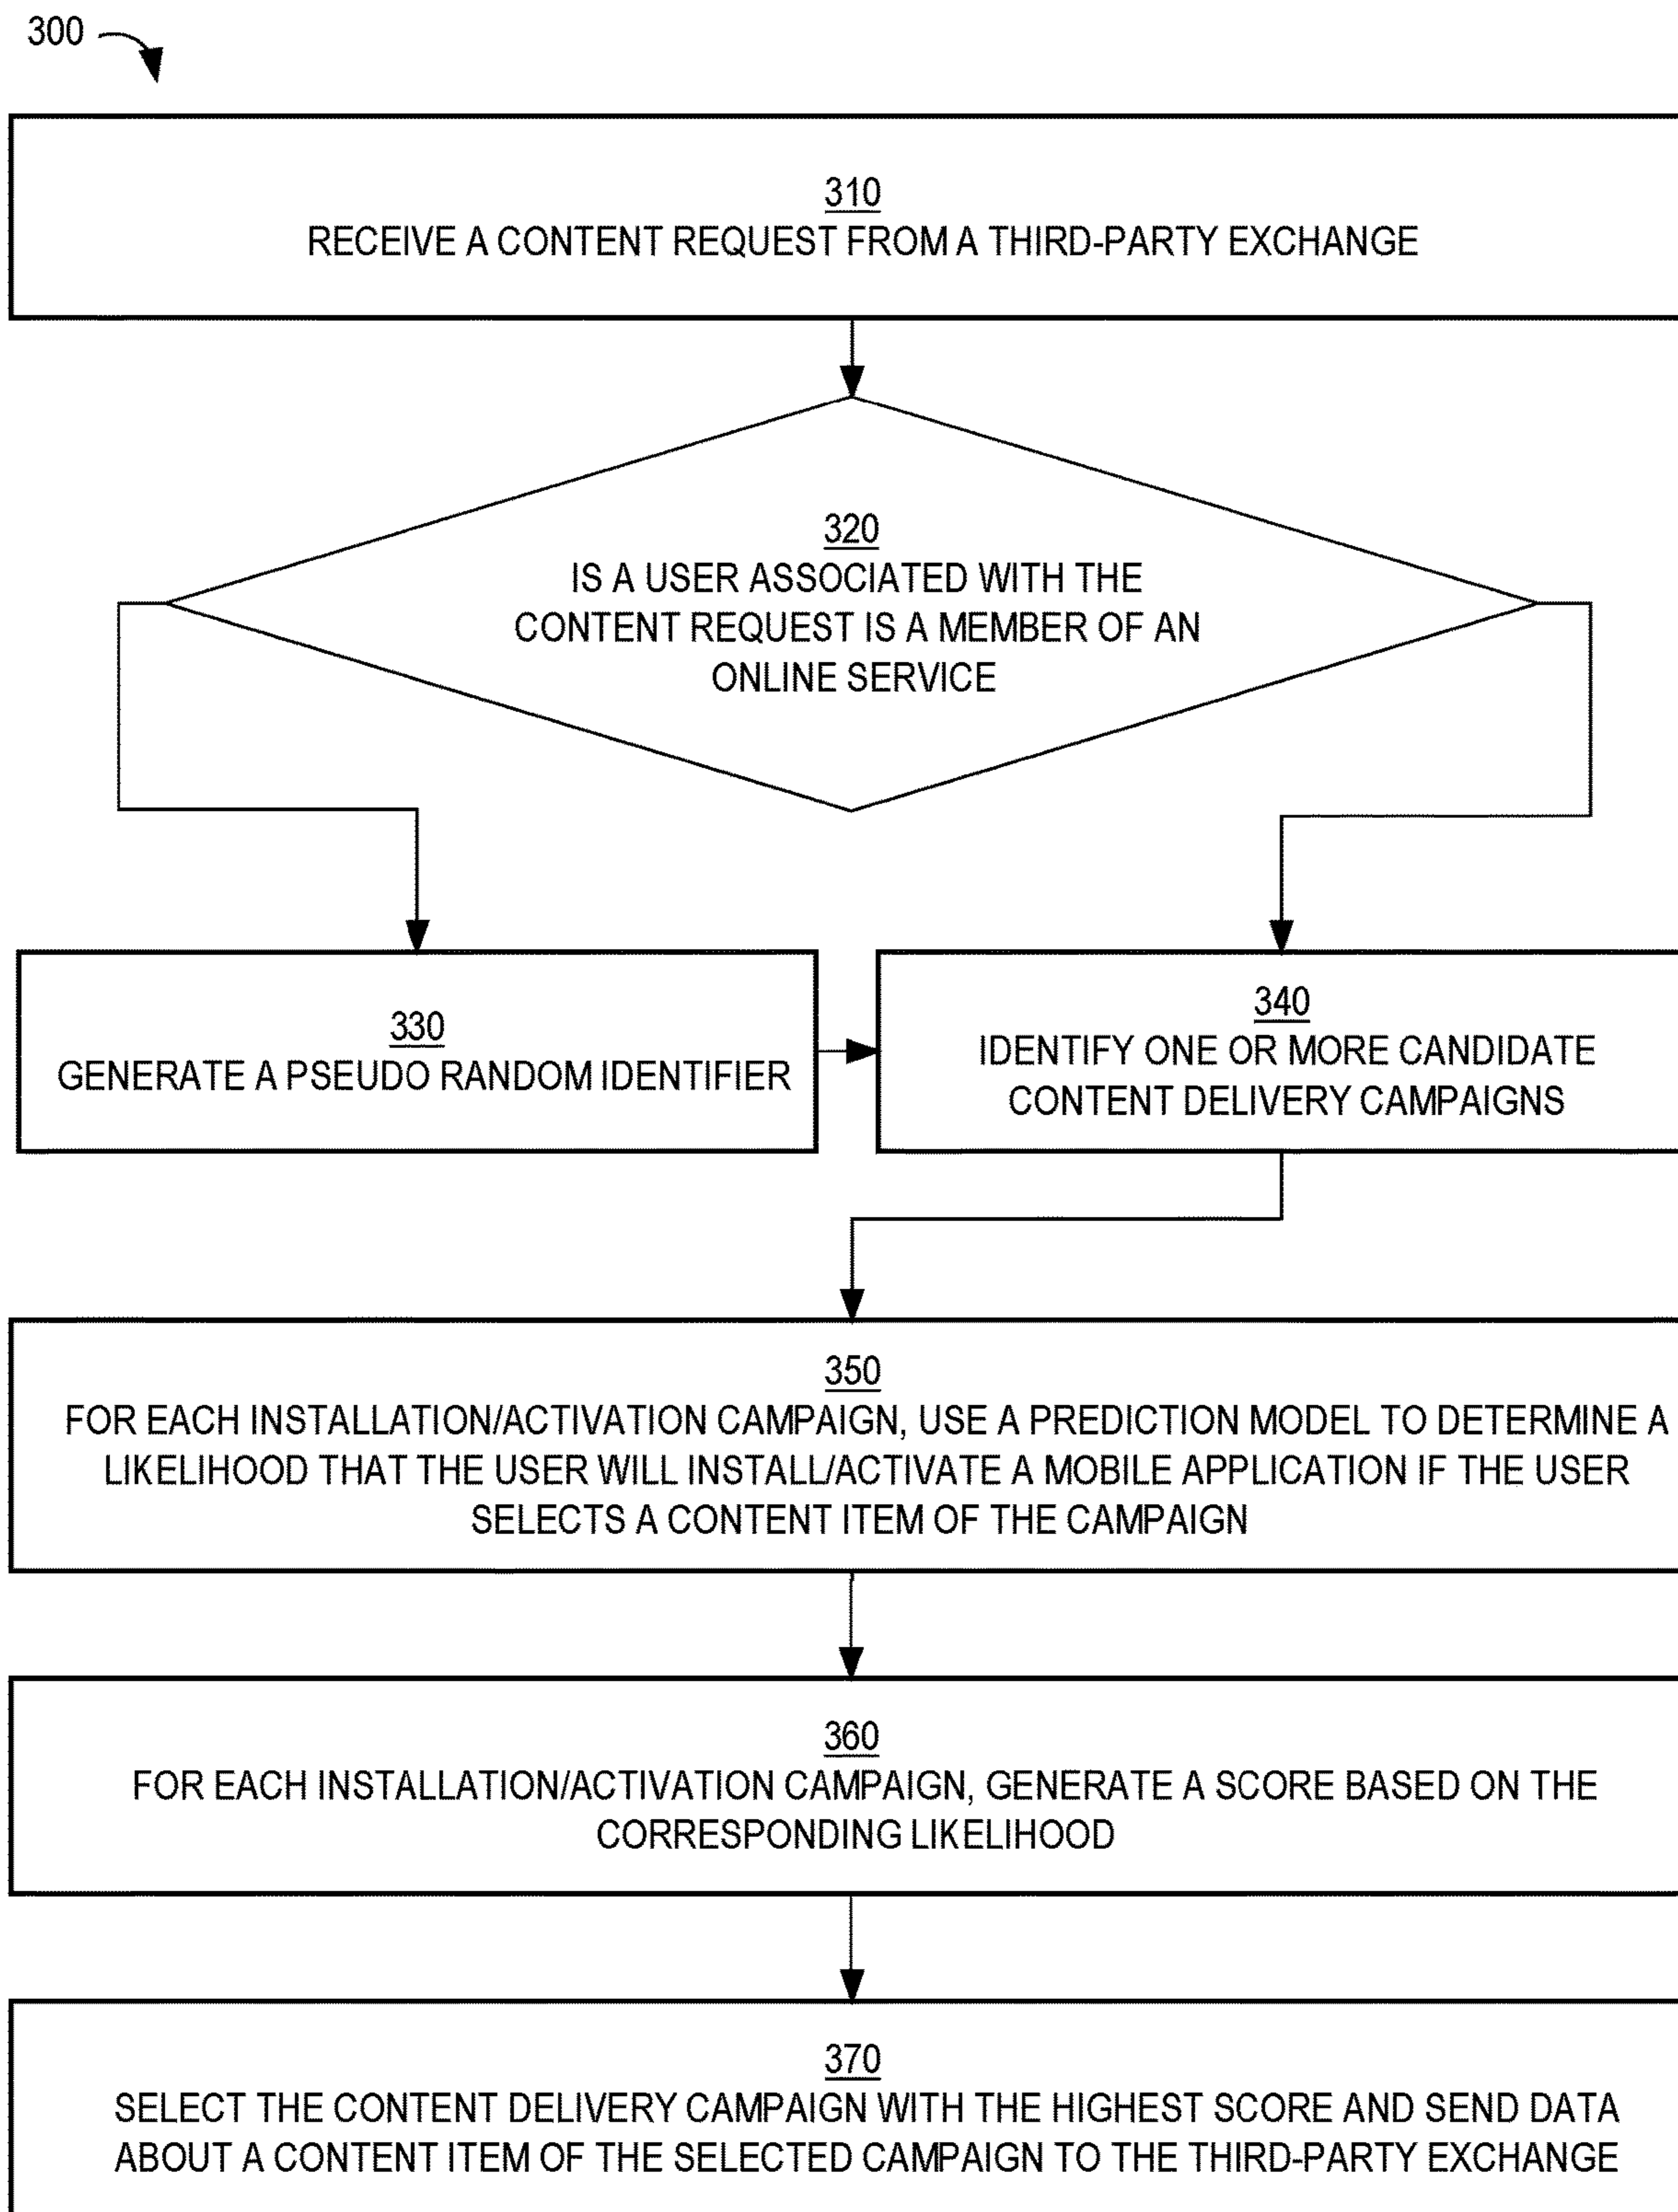 300
310
RECEIVE A CONTENT REQUEST FROM A THIRD-PARTY EXCHANGE
320
IS A USER ASSOCIATED WITH THE
CONTENT REQUEST IS A MEMBER OF AN
ONLINE SERVICE
330
GENERATE A PSEUDO RANDOM IDENTIFIER
340
IDENTIFY ONE OR MORE CANDIDATE
CONTENT DELIVERY CAMPAIGNS
350
FOR EACH INSTALLATION/ACTIVATION CAMPAIGN, USE A PREDICTION MODEL TO DETERMINE A
LIKELIHOOD THAT THE USER WILL INSTALL/ACTIVATE A MOBILE APPLICATION IF THE USER
SELECTS A CONTENT ITEM OF THE CAMPAIGN
360
FOR EACH INSTALLATION/ACTIVATION CAMPAIGN, GENERATE A SCORE BASED ON THE
CORRESPONDING LIKELIHOOD
370
SELECT THE CONTENT DELIVERY CAMPAIGN WITH THE HIGHEST SCORE AND SEND DATA
ABOUT A CONTENT ITEM OF THE SELECTED CAMPAIGN TO THE THIRD-PARTY EXCHANGE